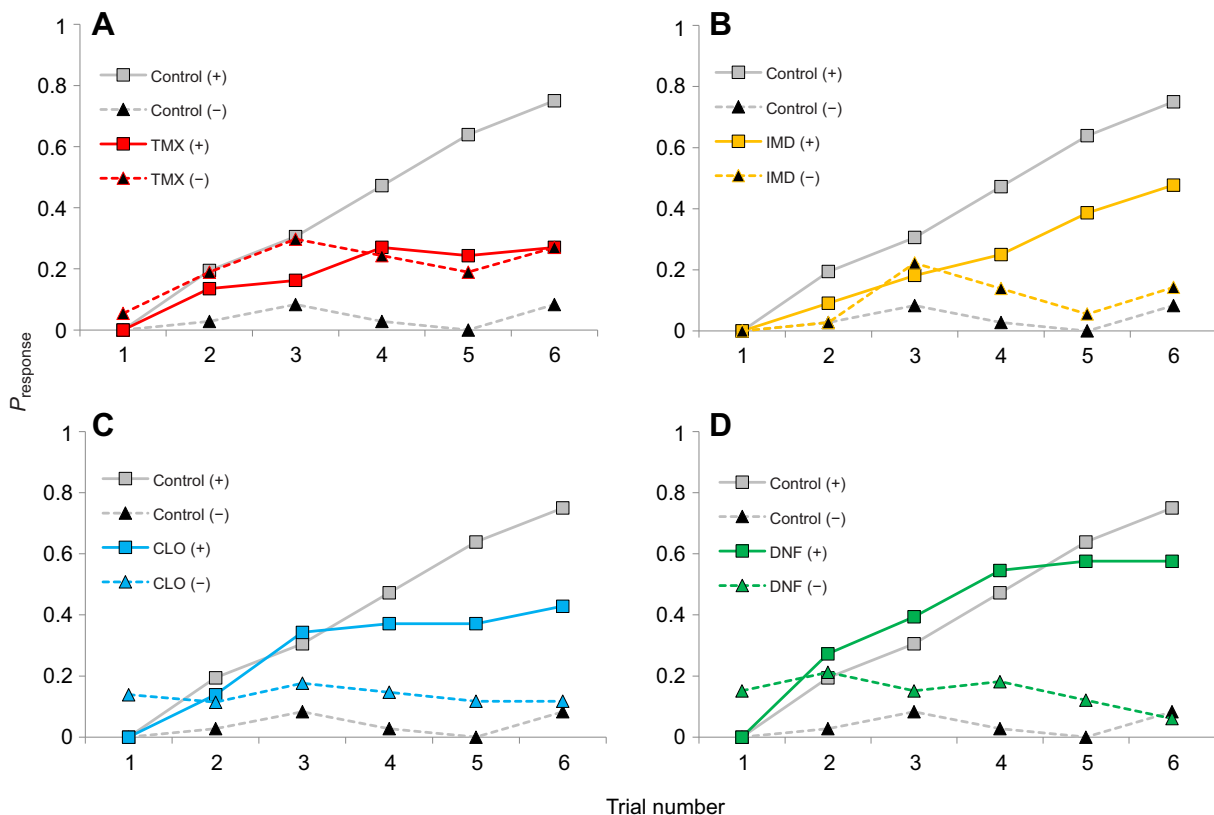 A
1
0.8
0.6
0.4
0.2
0
Control (+)
Control (−)
TMX (+)
TMX (−)
1 2 3 4 5 6
B
1
0.8
0.6
0.4
0.2
0
Control (+)
Control (−)
IMD (+)
IMD (−)
1 2 3 4 5 6
Presponse
C
1
0.8
0.6
0.4
0.2
0
Control (+)
Control (−)
CLO (+)
CLO (−)
1 2 3 4 5 6
D
1
0.8
0.6
0.4
0.2
0
Control (+)
Control (−)
DNF (+)
DNF (−)
1 2 3 4 5 6
Trial number